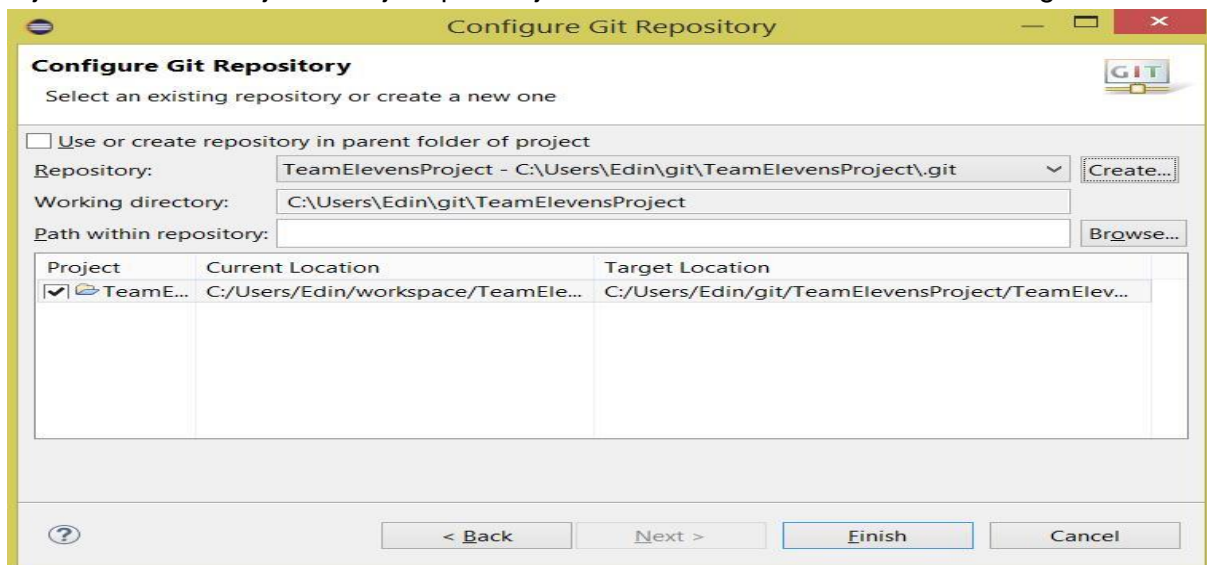 Configure Git Repository
Configure Git Repository
GIT
Select an existing repository or create a new one
Use or create repository in parent folder of project
Repository: TeamElevensProject - C:\Users\Edin\git\TeamElevensProject\.git Create...
Working directory: C:\Users\Edin\git\TeamElevensProject
Path within repository: Browse...
Project Current Location Target Location
TeamE... C:/Users/Edin/workspace/TeamEle... C:/Users/Edin/git/TeamElevensProject/TeamElev...
? < Back Next > Finish Cancel